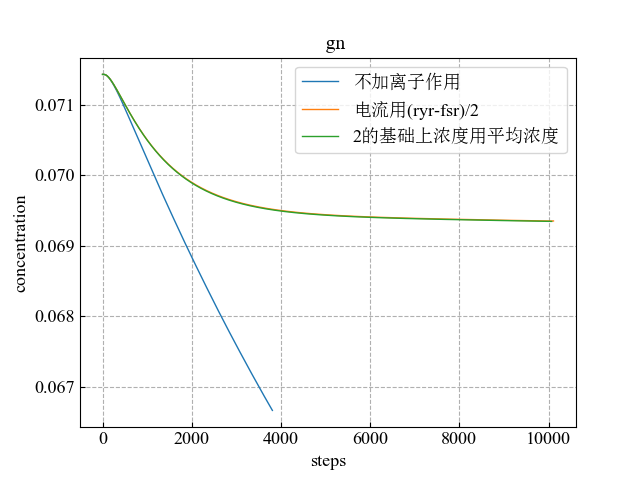 gn
不加离子作用
电流用(ryr-fsr)/2
2的基础上浓度用平均浓度
0.071
0.070
0.069
0.068
0.067
concentration
0 2000 4000 6000 8000 10000
steps